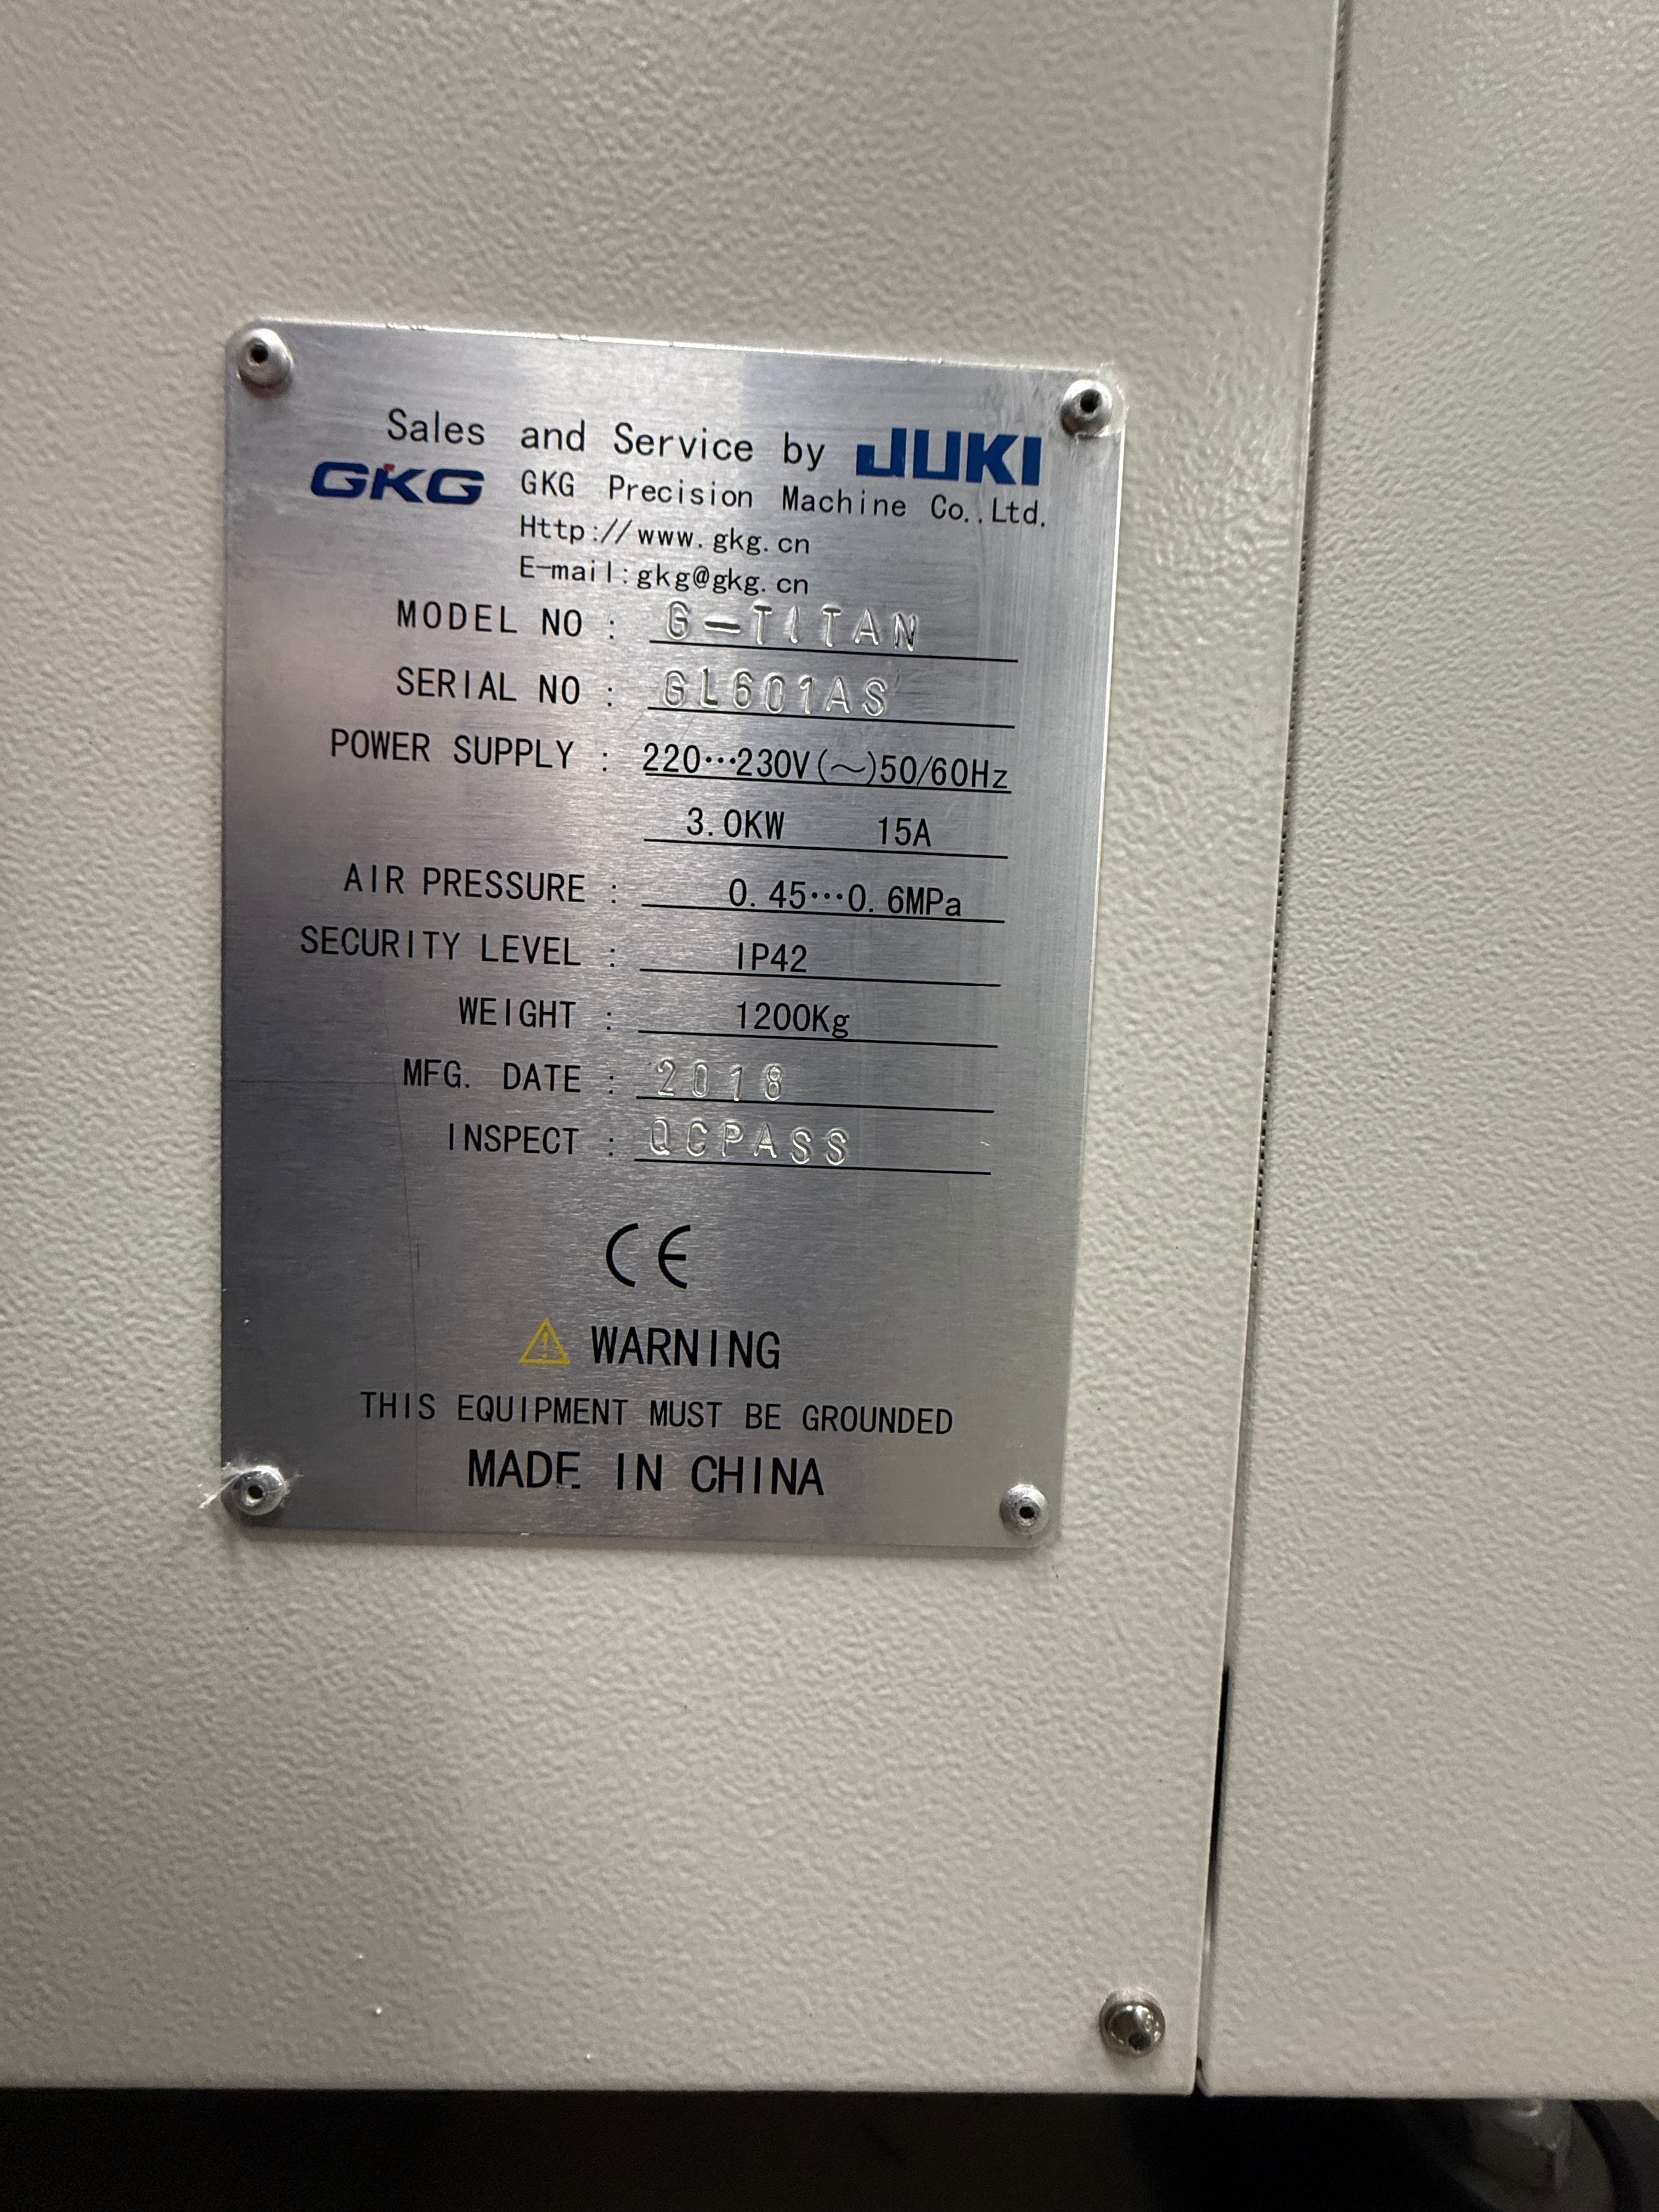 Sales and Service by JUKI
GKG GKG Precision Machine Co.,Ltd.
Http://www.gkg.cn
E-mail:gkg@gkg.cn
MODEL NO : G-TITAN
SERIAL NO : GL601AS
POWER SUPPLY : 220···230V(～)50/60Hz
3.0KW 15A
AIR PRESSURE : 0.45···0.6MPa
SECURITY LEVEL : IP42
WEIGHT : 1200Kg
MFG. DATE : 2018
INSPECT : QCPASS
CE
WARNING
THIS EQUIPMENT MUST BE GROUNDED
MADE IN CHINA